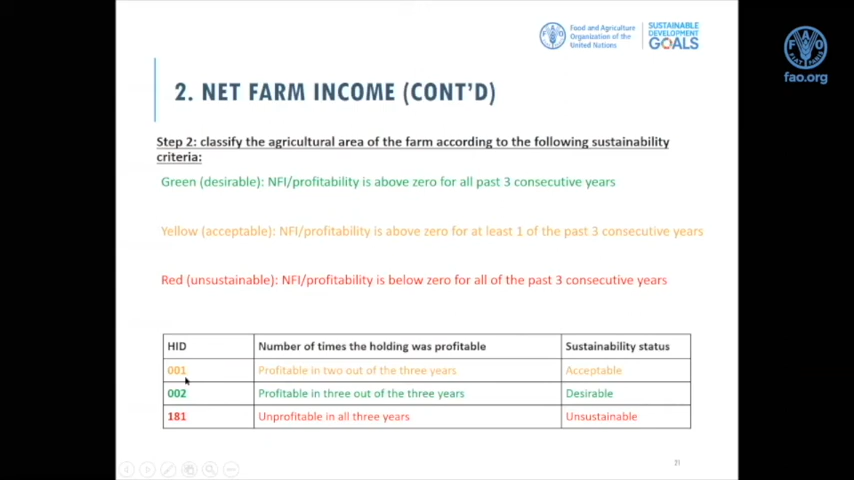 Food and Agriculture
Organization of the
United Nations
SUSTAINABLE
DEVELOPMENT
GOALS
fao.org
2. NET FARM INCOME (CONT'D)
Step 2: classify the agricultural area of the farm according to the following sustainability
criteria:
Green (desirable): NFI/profitability is above zero for all past 3 consecutive years
Yellow (acceptable): NFI/profitability is above zero for at least 1 of the past 3 consecutive years
Red (unsustainable): NFI/profitability is below zero for all of the past 3 consecutive years
HID Number of times the holding was profitable Sustainability status
001 Profitable in two out of the three years Acceptable
002 Profitable in three out of the three years Desirable
181 Unprofitable in all three years Unsustainable
31